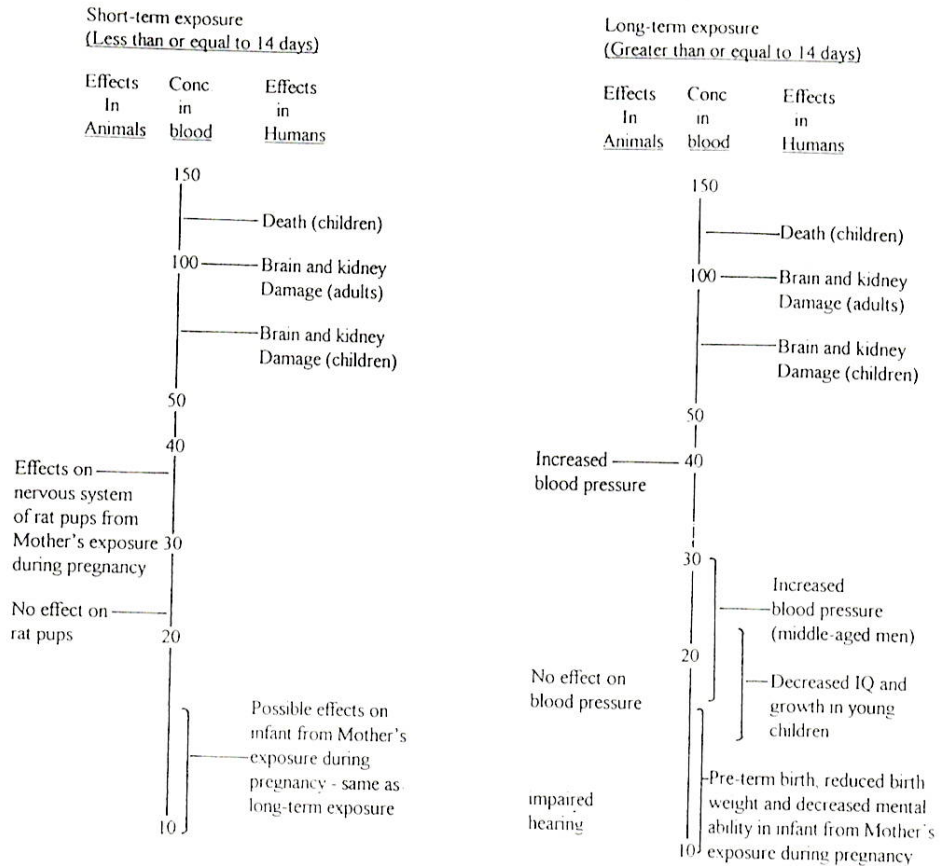 Short-term exposure
(Less than or equal to 14 days)
Effects
In
Animals
Conc
in
blood
Effects
in
Humans
150
Death (children)
100
Brain and kidney
Damage (adults)
Brain and kidney
Damage (children)
50
40
Effects on
nervous system
of rat pups from
Mother's exposure
during pregnancy
30
No effect on
rat pups
20
Possible effects on
infant from Mother's
exposure during
pregnancy - same as
long-term exposure
10
Long-term exposure
(Greater than or equal to 14 days)
Effects
In
Animals
Conc
in
blood
Effects
in
Humans
150
Death (children)
100
Brain and kidney
Damage (adults)
Brain and kidney
Damage (children)
50
Increased
blood pressure
40
30
Increased
blood pressure
(middle-aged men)
20
No effect on
blood pressure
Decreased IQ and
growth in young
children
impaired
hearing
Pre-term birth, reduced birth
weight and decreased mental
ability in infant from Mother's
exposure during pregnancy
10